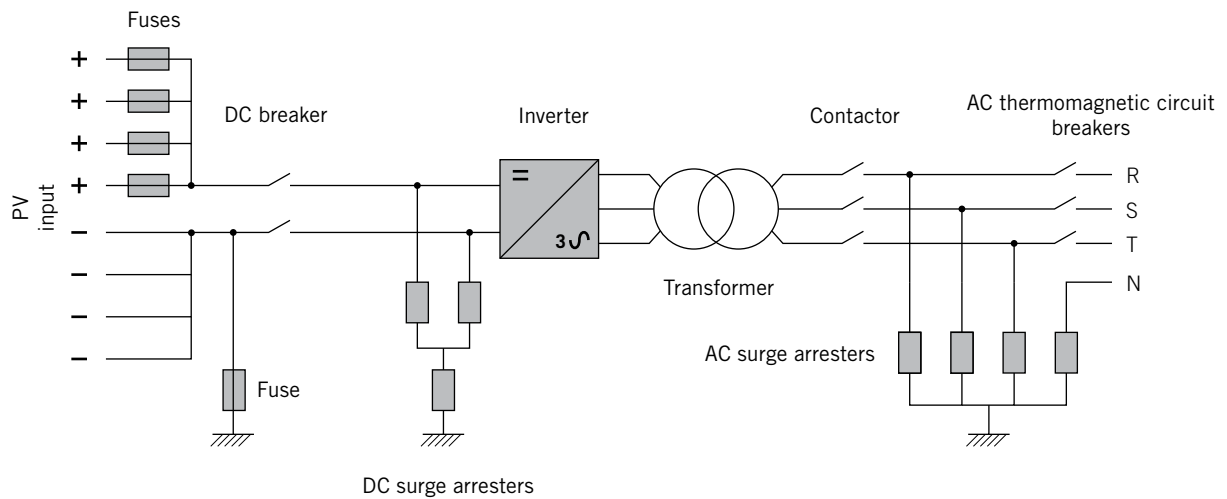 Fuses
+
+
+
+
PV
input
−
−
−
−
DC breaker
Inverter
Contactor
AC thermomagnetic circuit
breakers
=
3
R
S
T
N
Transformer
AC surge arresters
Fuse
DC surge arresters